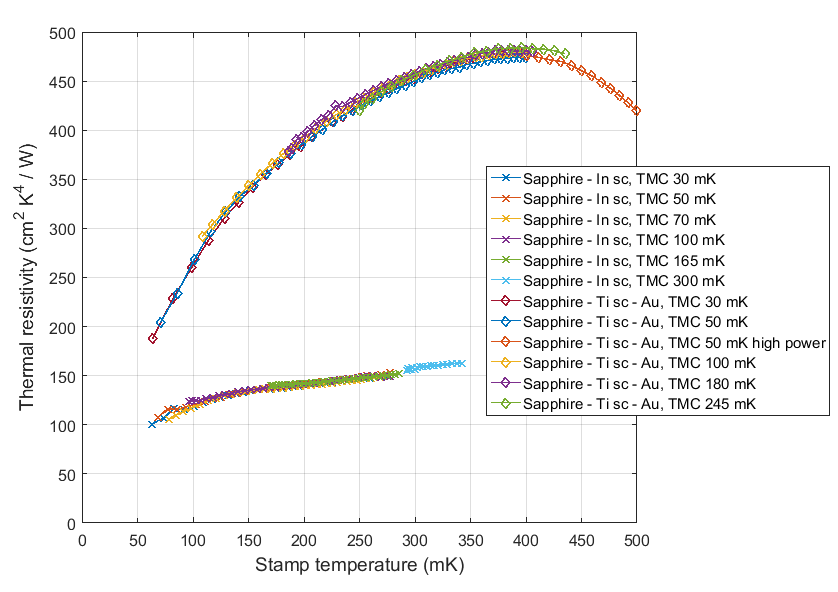 500
450
400
350
300
250
200
150
100
50
0
Thermal resistivity (cm2 K4 / W)
Sapphire - In sc, TMC 30 mK
Sapphire - In sc, TMC 50 mK
Sapphire - In sc, TMC 70 mK
Sapphire - In sc, TMC 100 mK
Sapphire - In sc, TMC 165 mK
Sapphire - In sc, TMC 300 mK
Sapphire - Ti sc - Au, TMC 30 mK
Sapphire - Ti sc - Au, TMC 50 mK
Sapphire - Ti sc - Au, TMC 50 mK high power
Sapphire - Ti sc - Au, TMC 100 mK
Sapphire - Ti sc - Au, TMC 180 mK
Sapphire - Ti sc - Au, TMC 245 mK
0 50 100 150 200 250 300 350 400 450 500
Stamp temperature (mK)